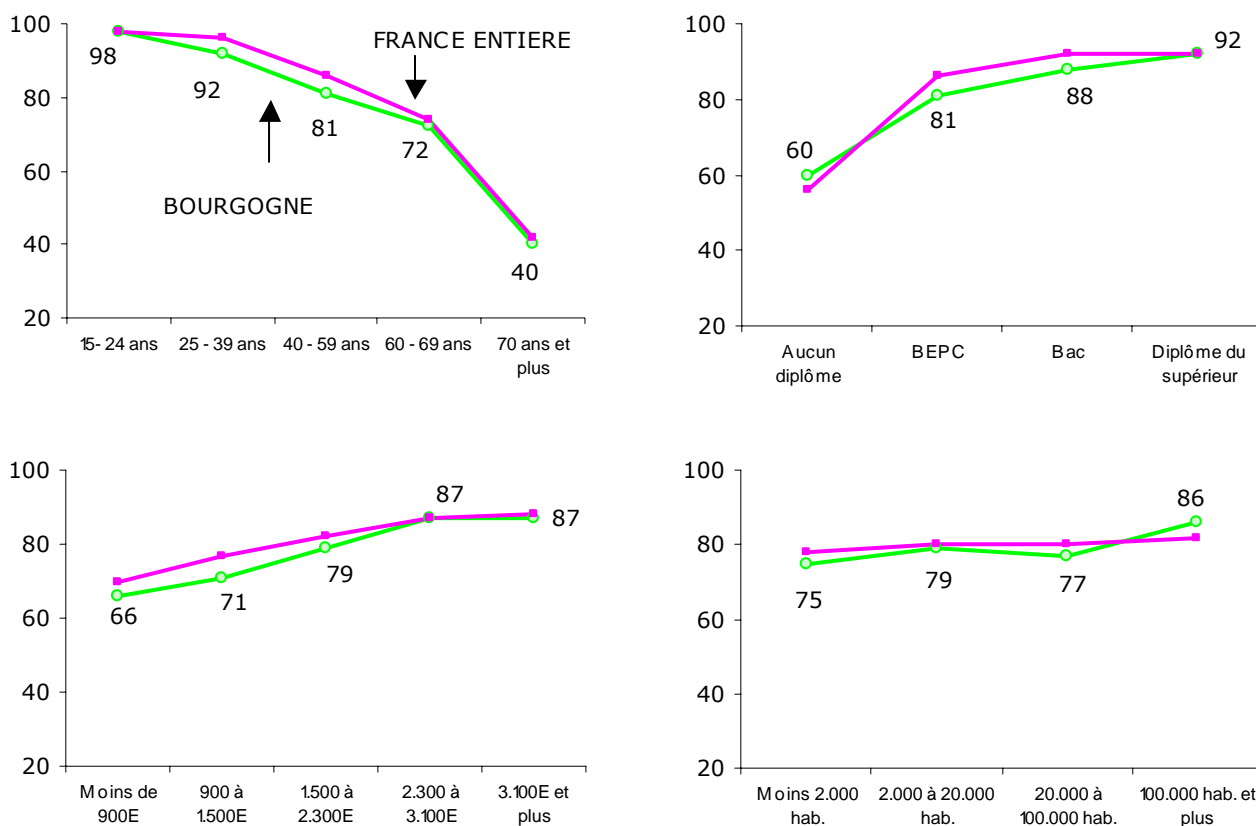 100
80
60
40
20
98
92
81
72
40
FRANCE ENTIERE
BOURGOGNE
15- 24 ans
25 - 39 ans
40 - 59 ans
60 - 69 ans
70 ans et
plus
100
80
60
40
20
60
81
88
92
Aucun
diplôme
BEPC
Bac
Diplôme du
supérieur
100
80
60
40
20
66
71
79
87
87
Moins de
900E
900 à
1.500E
1.500 à
2.300E
2.300 à
3.100E
3.100E et
plus
100
80
60
40
20
75
79
77
86
Moins 2.000
hab.
2.000 à 20.000
hab.
20.000 à
100.000 hab.
100.000 hab. et
plus